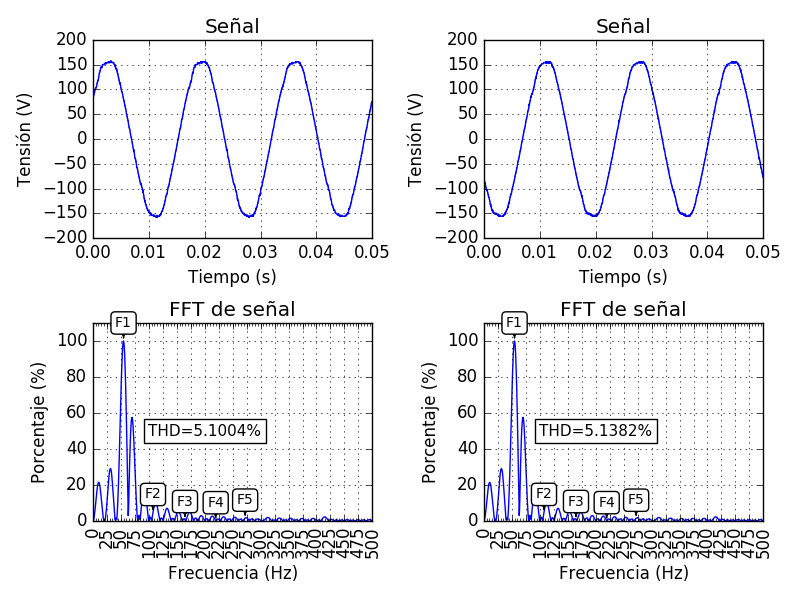 Señal
Tensión (V)
200
150
100
50
0
−50
−100
−150
−200
0.00 0.01 0.02 0.03 0.04 0.05
Tiempo (s)
Señal
Tensión (V)
200
150
100
50
0
−50
−100
−150
−200
0.00 0.01 0.02 0.03 0.04 0.05
Tiempo (s)
FFT de señal
Porcentaje (%)
100
80
60
40
20
0
F1
THD=5.1004%
F2 F3 F4 F5
0 25 50 75 100 125 150 175 200 225 250 275 300 325 350 375 400 425 450 475 500
Frecuencia (Hz)
FFT de señal
Porcentaje (%)
100
80
60
40
20
0
F1
THD=5.1382%
F2 F3 F4 F5
0 25 50 75 100 125 150 175 200 225 250 275 300 325 350 375 400 425 450 475 500
Frecuencia (Hz)